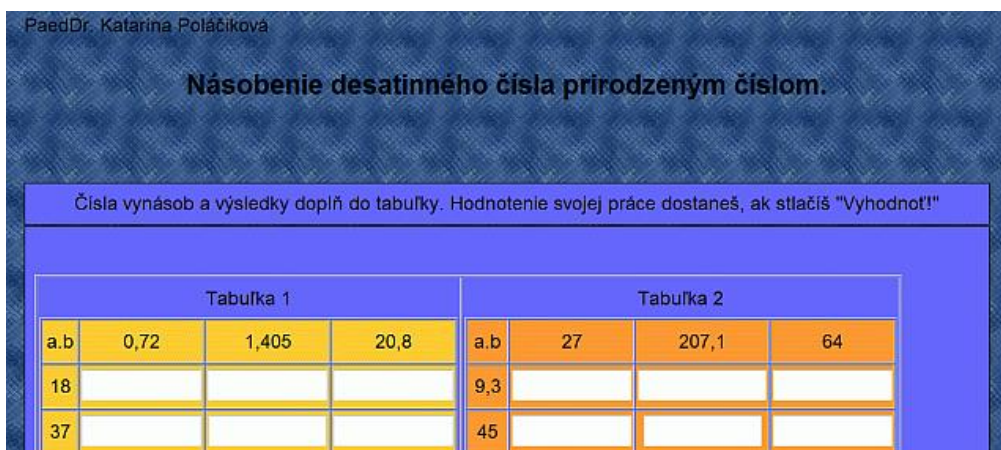 PaedDr. Katarína Poláčiková
Násobenie desatinného čísla prirodzeným číslom.
Čísla vynásob a výsledky doplň do tabuľky. Hodnotenie svojej práce dostaneš, ak stlačíš "Vyhodnoť!"
Tabuľka 1 Tabuľka 2
a.b 0,72 1,405 20,8 a.b 27 207,1 64
18 9,3
37 45